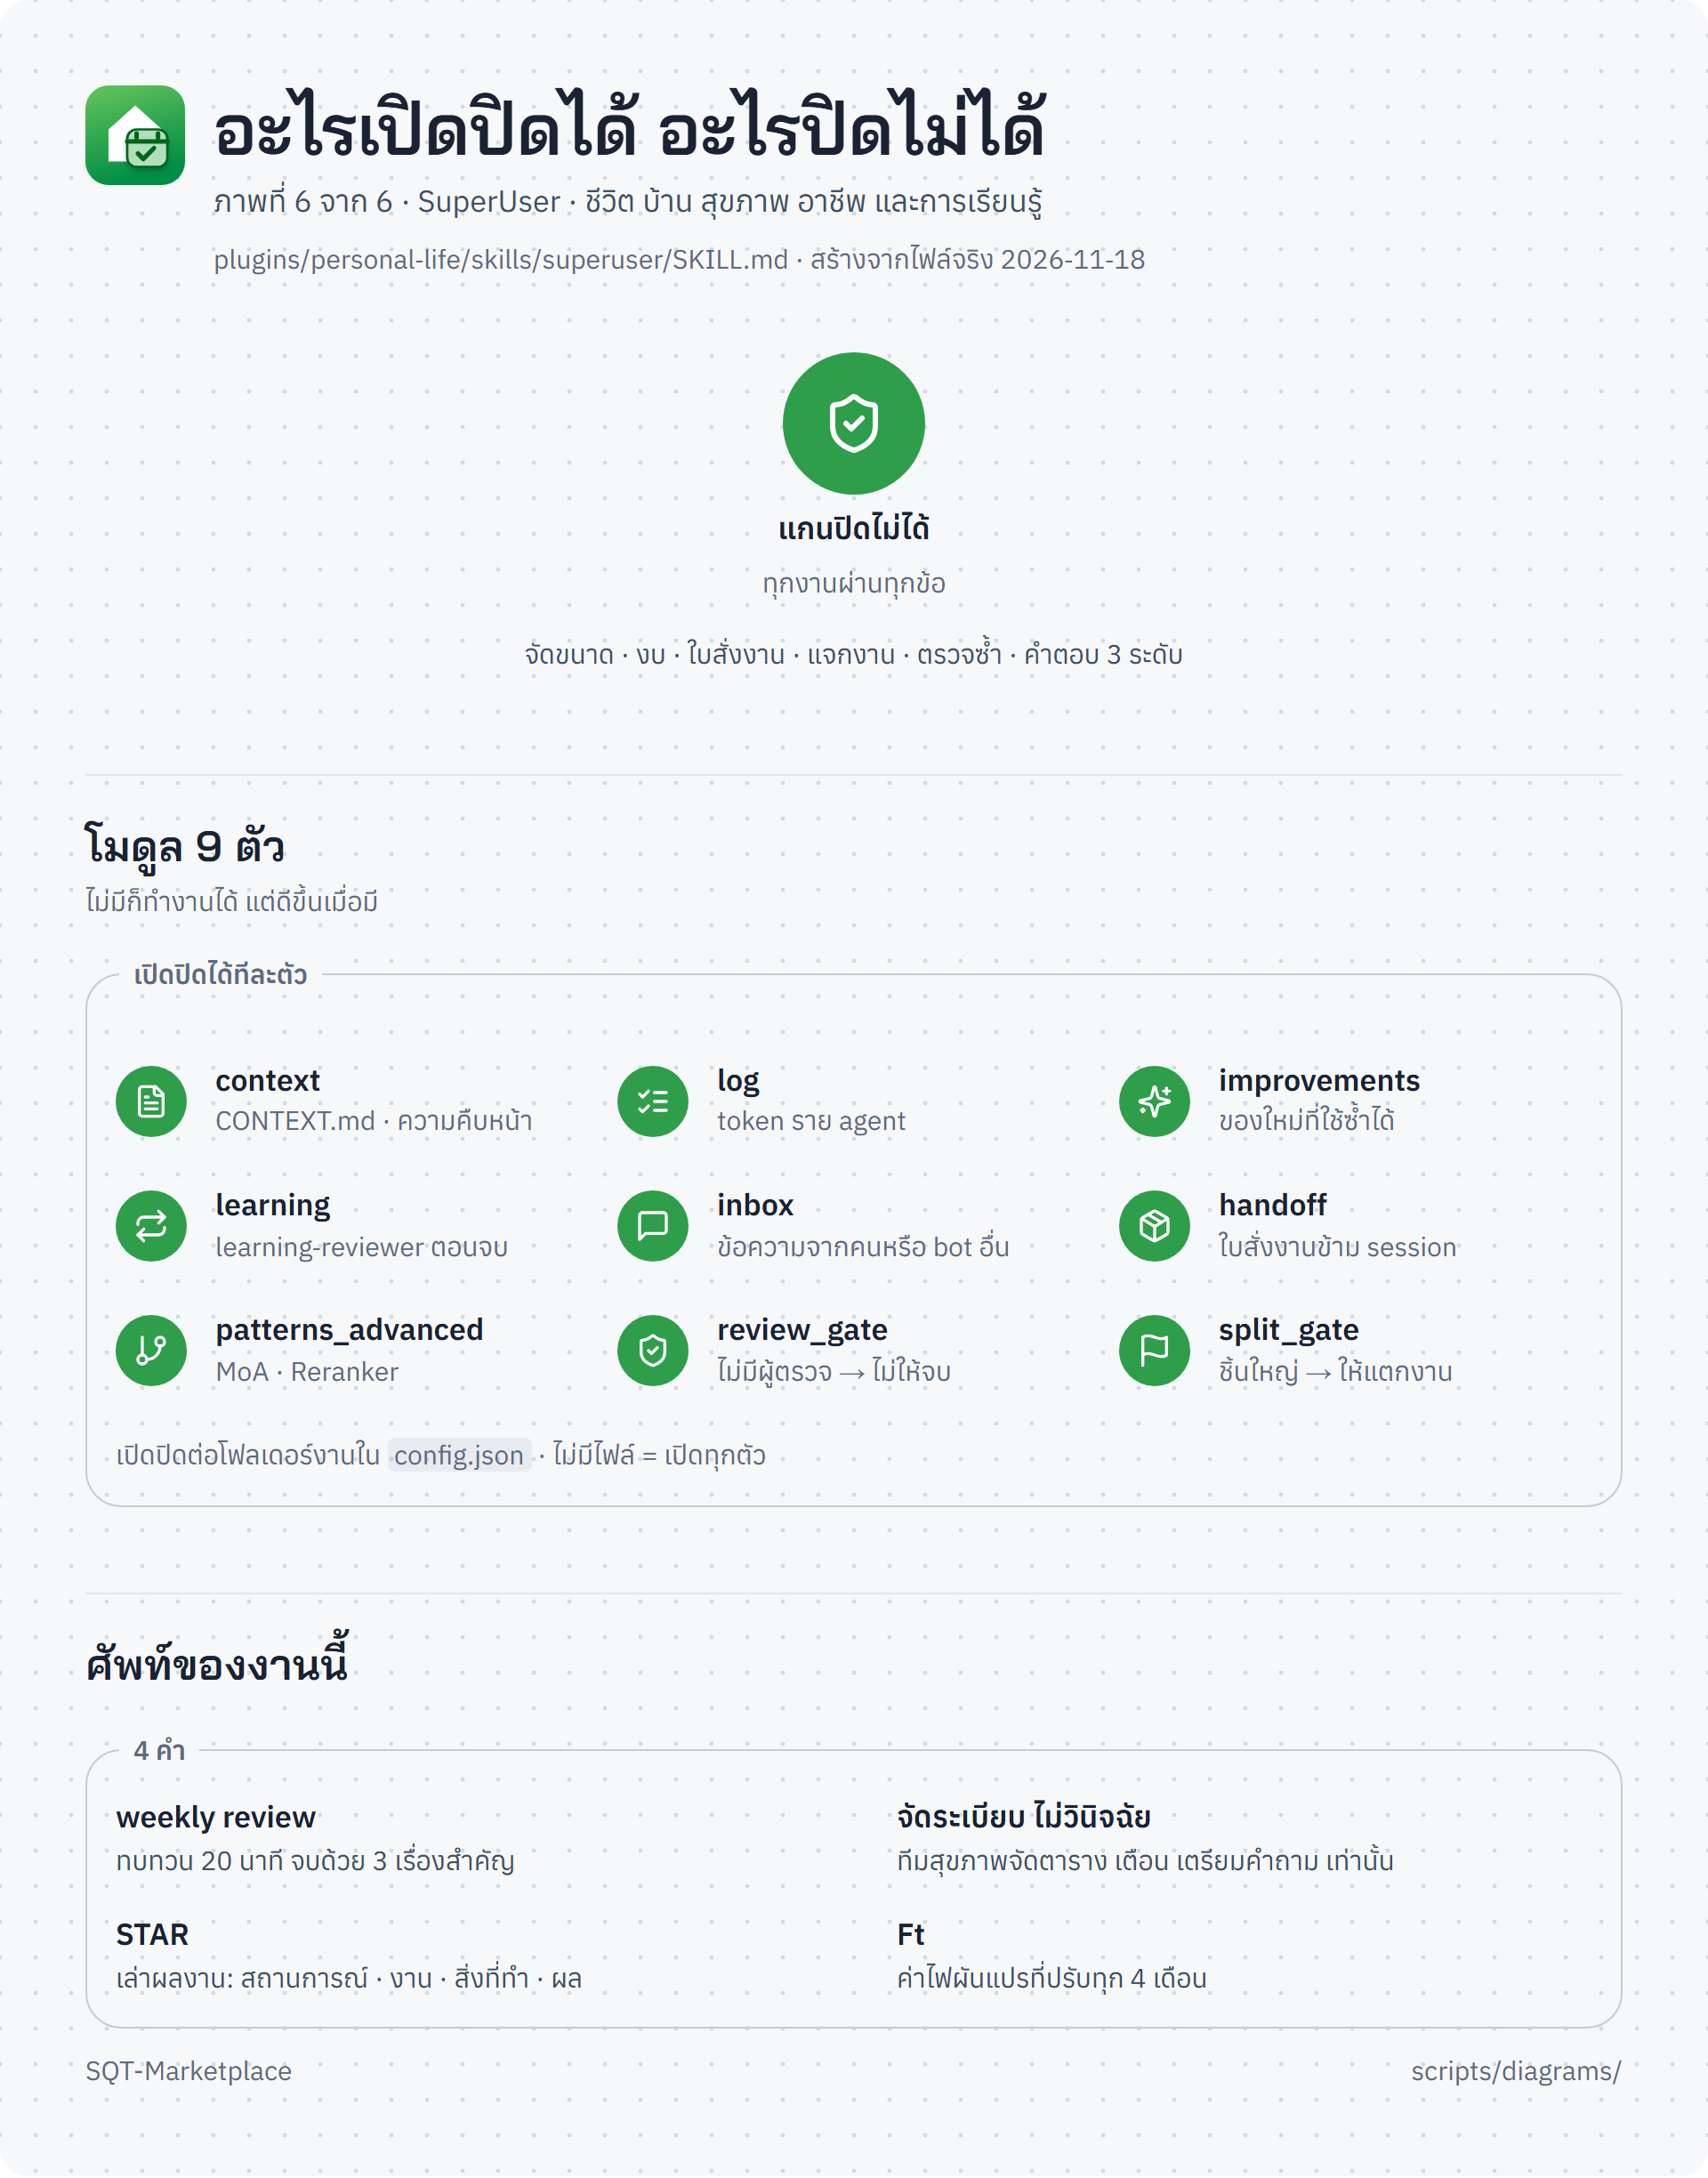 อะไรเปิดปิดได้ อะไรปิดไม่ได้
ภาพที่ 6 จาก 6 · SuperUser · ชีวิต บ้าน สุขภาพ อาชีพ และการเรียนรู้
plugins/personal-life/skills/superuser/SKILL.md · สร้างจากไฟล์จริง 2026-11-18
แกนปิดไม่ได้
ทุกงานผ่านทุกข้อ
จัดขนาด · งบ · ใบสั่งงาน · แจกงาน · ตรวจซ้ำ · คำตอบ 3 ระดับ
โมดูล 9 ตัว
ไม่มีก็ทำงานได้ แต่ดีขึ้นเมื่อมี
เปิดปิดได้ทีละตัว
context
CONTEXT.md · ความคืบหน้า
log
token ราย agent
improvements
ของใหม่ที่ใช้ซ้ำได้
learning
learning-reviewer ตอนจบ
inbox
ข้อความจากคนหรือ bot อื่น
handoff
ใบสั่งงานข้าม session
patterns_advanced
MoA · Reranker
review_gate
ไม่มีผู้ตรวจ → ไม่ให้จบ
split_gate
ชิ้นใหญ่ → ให้แตกงาน
เปิดปิดต่อโฟลเดอร์งานใน config.json · ไม่มีไฟล์ = เปิดทุกตัว
ศัพท์ของงานนี้
4 คำ
weekly review
ทบทวน 20 นาที จบด้วย 3 เรื่องสำคัญ
จัดระเบียบ ไม่วินิจฉัย
ทีมสุขภาพจัดตาราง เตือน เตรียมคำถาม เท่านั้น
STAR
เล่าผลงาน: สถานการณ์ · งาน · สิ่งที่ทำ · ผล
Ft
ค่าไฟผันแปรที่ปรับทุก 4 เดือน
SQT-Marketplace
scripts/diagrams/